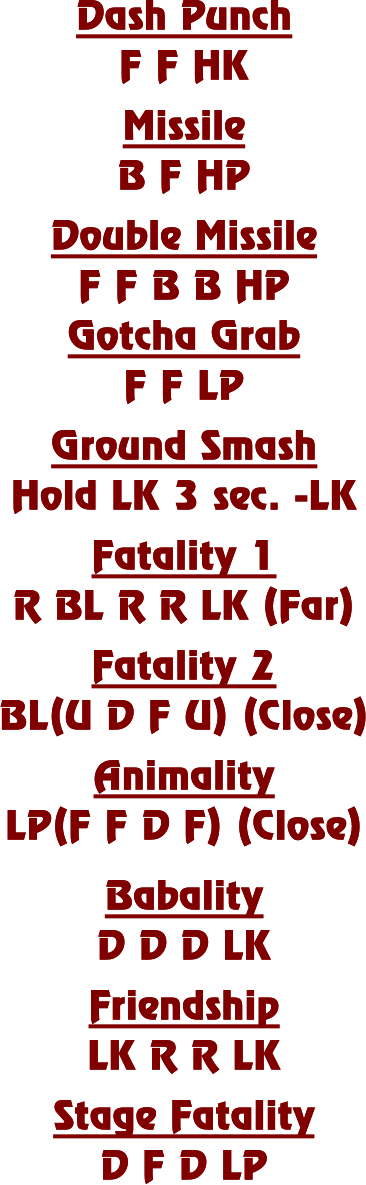 Dash Punch
F F HK
Missile
B F HP
Double Missile
F F B B HP
Gotcha Grab
F F LP
Ground Smash
Hold LK 3 sec. -LK
Fatality 1
R BL R R LK (Far)
Fatality 2
BL(U D F U) (Close)
Animality
LP(F F D F) (Close)
Babality
D D D LK
Friendship
LK R R LK
Stage Fatality
D F D LP